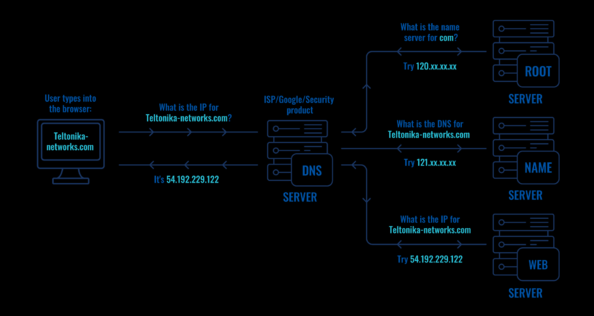 User types into
the browser:
Teltonika-
networks.com
What is the IP for
Teltonika-networks.com?
It's 54.192.229.122
ISP/Google/Security
product
DNS
SERVER
What is the name
server for com?
Try 120.xx.xx.xx
ROOT
SERVER
What is the DNS for
Teltonika-networks.com
Try 121.xx.xx.xx
NAME
SERVER
What is the IP for
Teltonika-networks.com
Try 54.192.229.122
WEB
SERVER